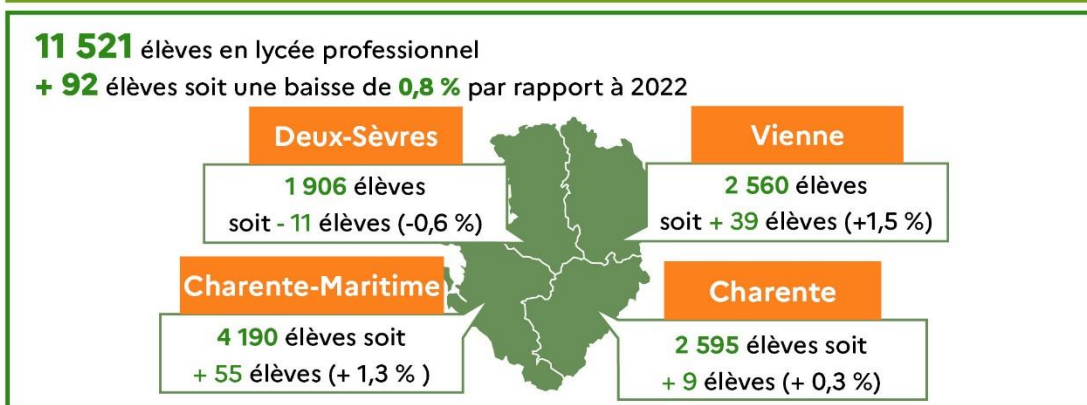 11 521 élèves en lycée professionnel
+ 92 élèves soit une baisse de 0,8 % par rapport à 2022
Deux-Sèvres
1 906 élèves
soit - 11 élèves (-0,6 %)
Vienne
2 560 élèves
soit + 39 élèves (+1,5 %)
Charente-Maritime
4 190 élèves soit
+ 55 élèves (+ 1,3 % )
Charente
2 595 élèves soit
+ 9 élèves (+ 0,3 %)